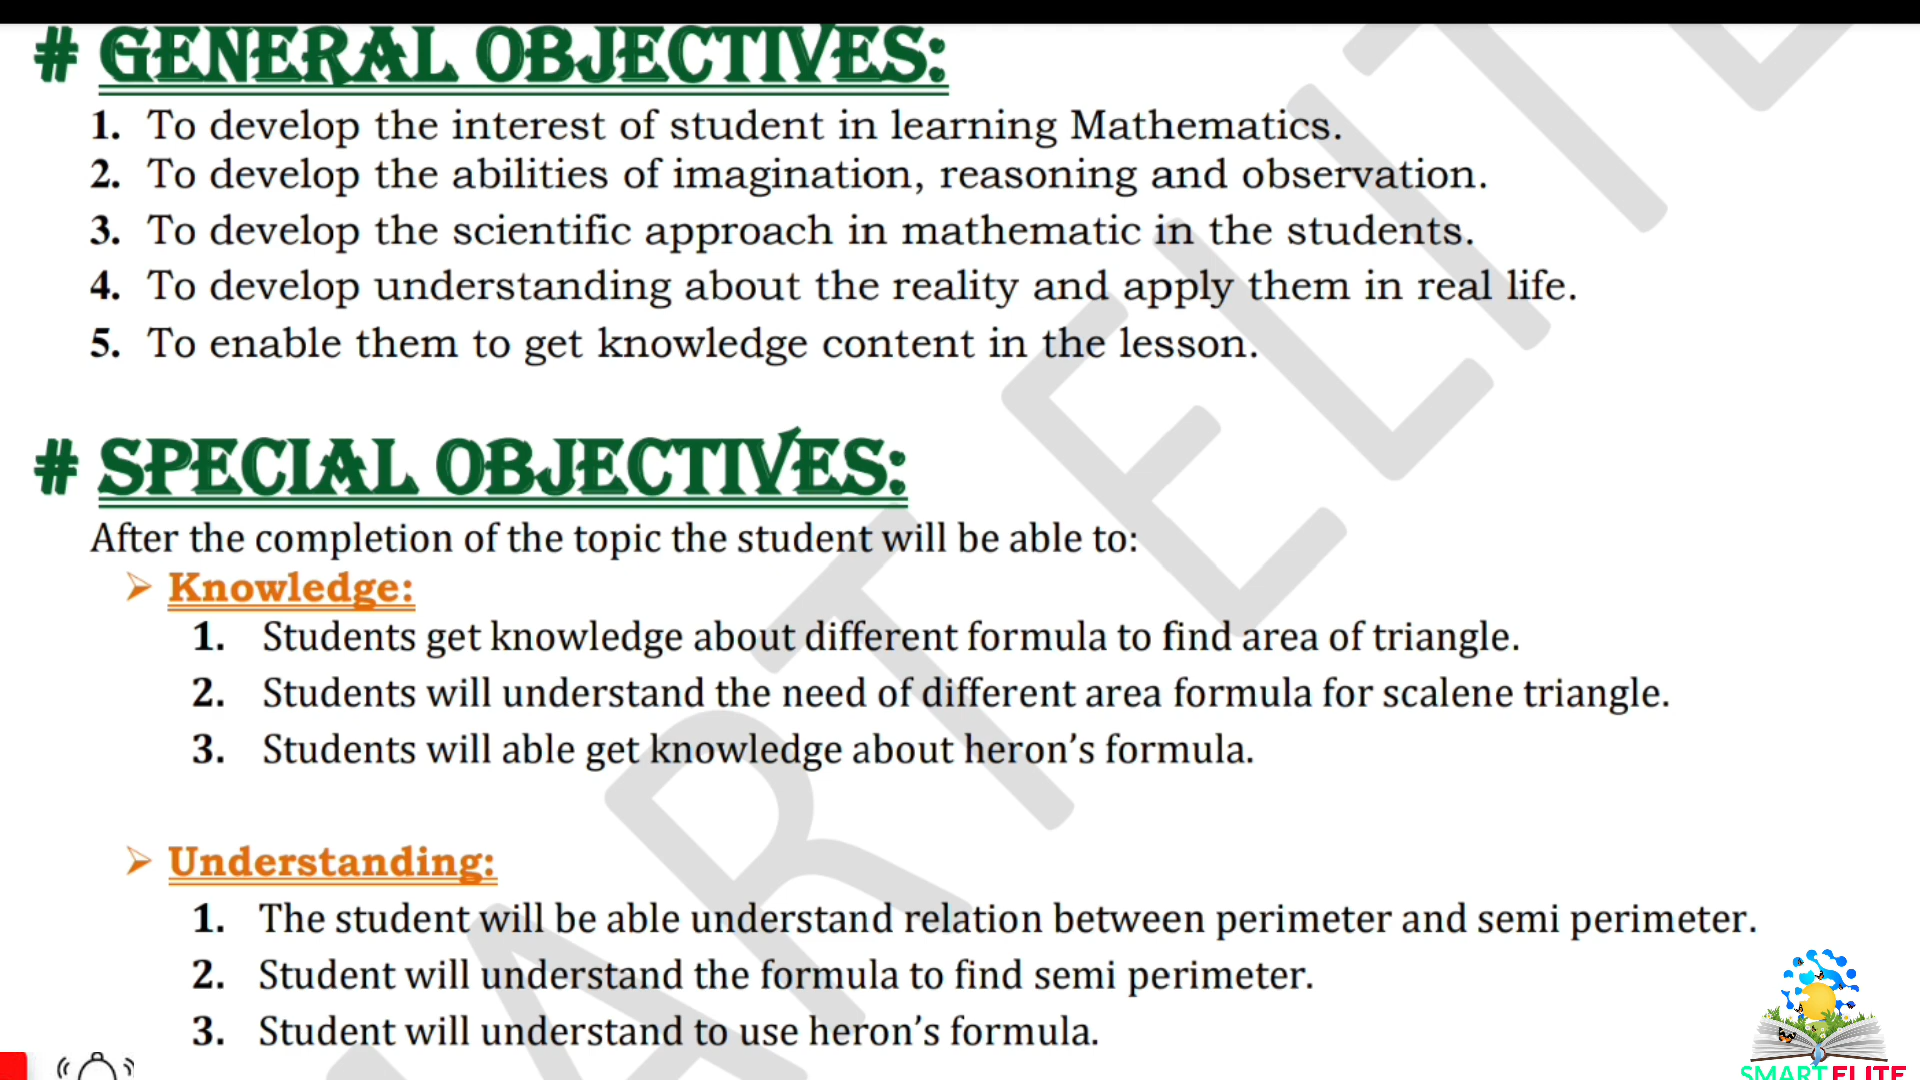 # GENERAL OBJECTIVES:
1. To develop the interest of student in learning Mathematics.
2. To develop the abilities of imagination, reasoning and observation.
3. To develop the scientific approach in mathematic in the students.
4. To develop understanding about the reality and apply them in real life.
5. To enable them to get knowledge content in the lesson.
# SPECIAL OBJECTIVES:
After the completion of the topic the student will be able to:
➢ Knowledge:
1. Students get knowledge about different formula to find area of triangle.
2. Students will understand the need of different area formula for scalene triangle.
3. Students will able get knowledge about heron's formula.
➢ Understanding:
1. The student will be able understand relation between perimeter and semi perimeter.
2. Student will understand the formula to find semi perimeter.
3. Student will understand to use heron's formula.
ART ELITE
SMART ELITE